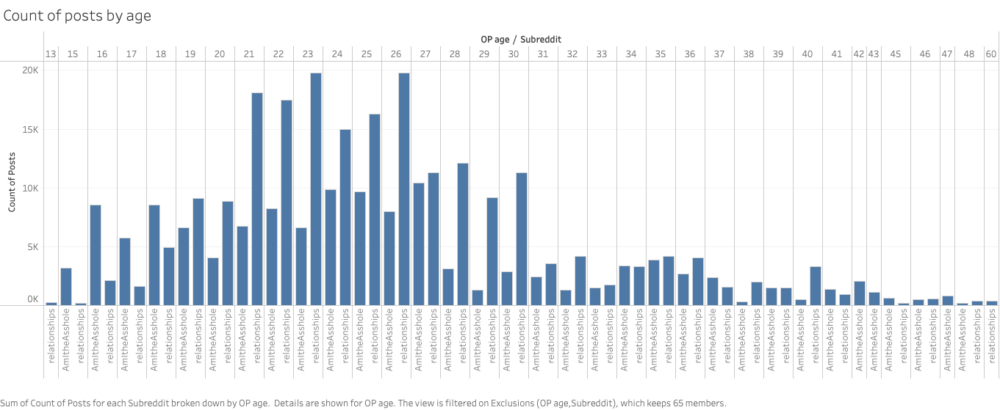 Count of posts by age
OP age / Subreddit
13 15 16 17 18 19 20 21 22 23 24 25 26 27 28 29 30 31 32 33 34 35 36 37 38 39 40 41 42 43 45 46 47 48 60
20K
15K
10K
5K
0K
Count of Posts
relationships
AmItheAsshole
relationships
AmItheAsshole
relationships
AmItheAsshole
relationships
AmItheAsshole
relationships
AmItheAsshole
relationships
AmItheAsshole
relationships
AmItheAsshole
relationships
AmItheAsshole
relationships
AmItheAsshole
relationships
AmItheAsshole
relationships
AmItheAsshole
relationships
AmItheAsshole
relationships
AmItheAsshole
relationships
AmItheAsshole
relationships
AmItheAsshole
relationships
AmItheAsshole
relationships
AmItheAsshole
relationships
AmItheAsshole
relationships
AmItheAsshole
relationships
AmItheAsshole
relationships
AmItheAsshole
relationships
AmItheAsshole
relationships
AmItheAsshole
relationships
AmItheAsshole
relationships
AmItheAsshole
relationships
AmItheAsshole
relationships
AmItheAsshole
relationships
AmItheAsshole
AmItheAsshole
AmItheAsshole
relationships
AmItheAsshole
relationships
AmItheAsshole
AmItheAsshole
relationships
relationships
Sum of Count of Posts for each Subreddit broken down by OP age. Details are shown for OP age. The view is filtered on Exclusions (OP age,Subreddit), which keeps 65 members.